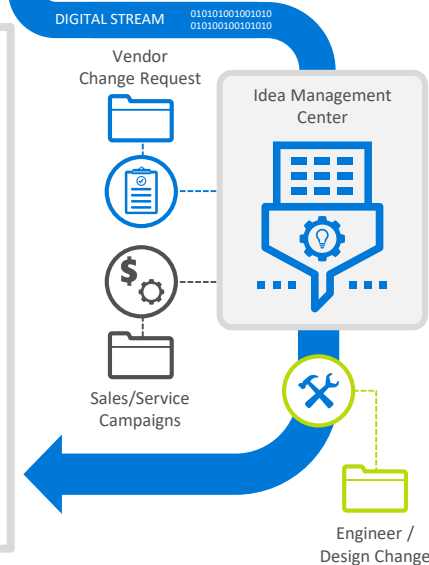 DIGITAL STREAM
010101001001010
010100100101010
Vendor
Change Request
Idea Management
Center
$
Sales/Service
Campaigns
Engineer /
Design Change